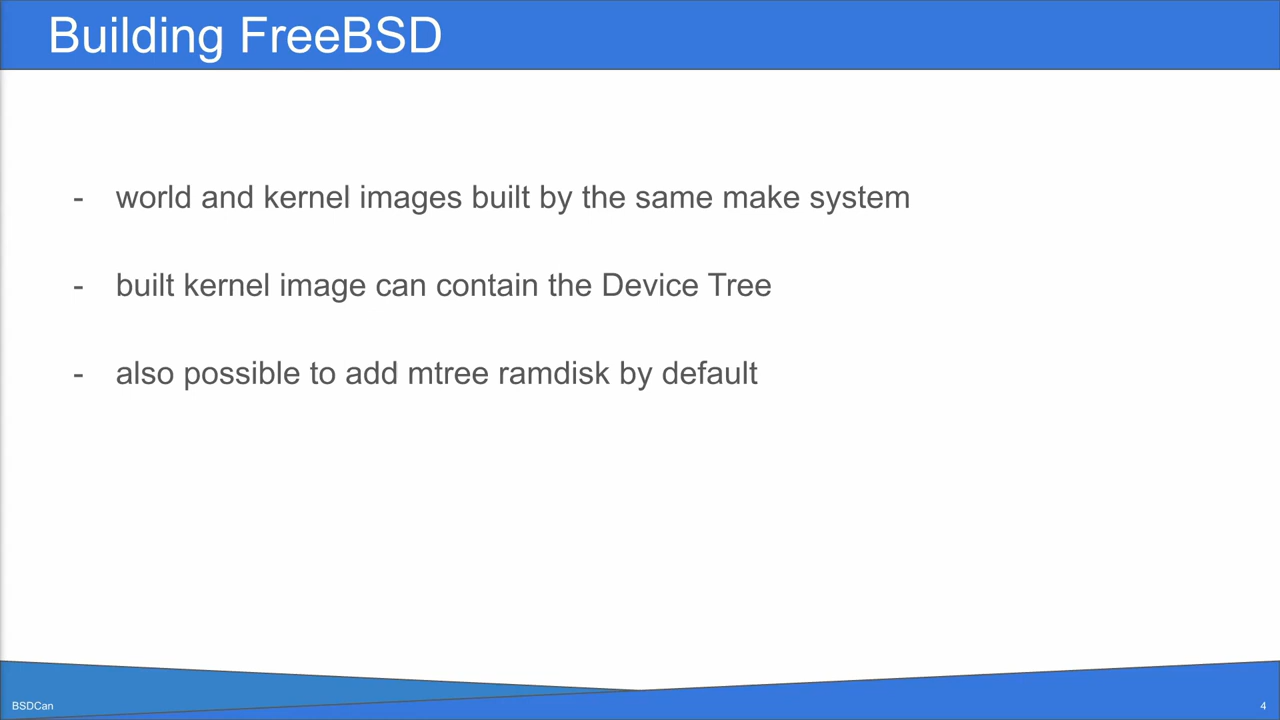 Building FreeBSD
- world and kernel images built by the same make system
- built kernel image can contain the Device Tree
- also possible to add mtree ramdisk by default
BSDCan
4